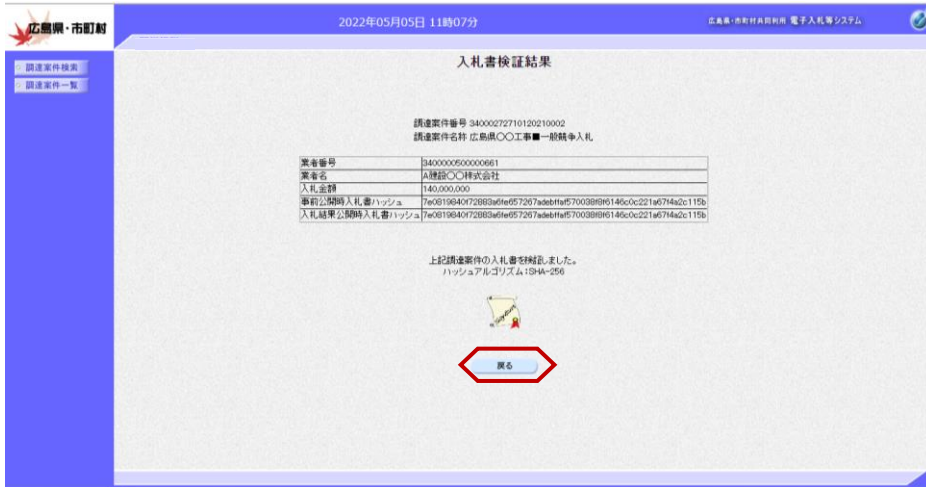 広島県・市町村
2022年05月05日 11時07分
広島県・市町村共同利用 電子入札等システム
調達案件検索
調達案件一覧
入札書検証結果
調達案件番号 34000272710120210002
調達案件名称 広島県〇〇工事■一般競争入札
業者番号 3400000500000661
業者名 A建設〇〇株式会社
入札金額 140,000,000
事前公開時入札書ハッシュ
入札結果公開時入札書ハッシュ
上記調達案件の入札書を検証しました。
ハッシュアルゴリズム:SHA-256
戻る